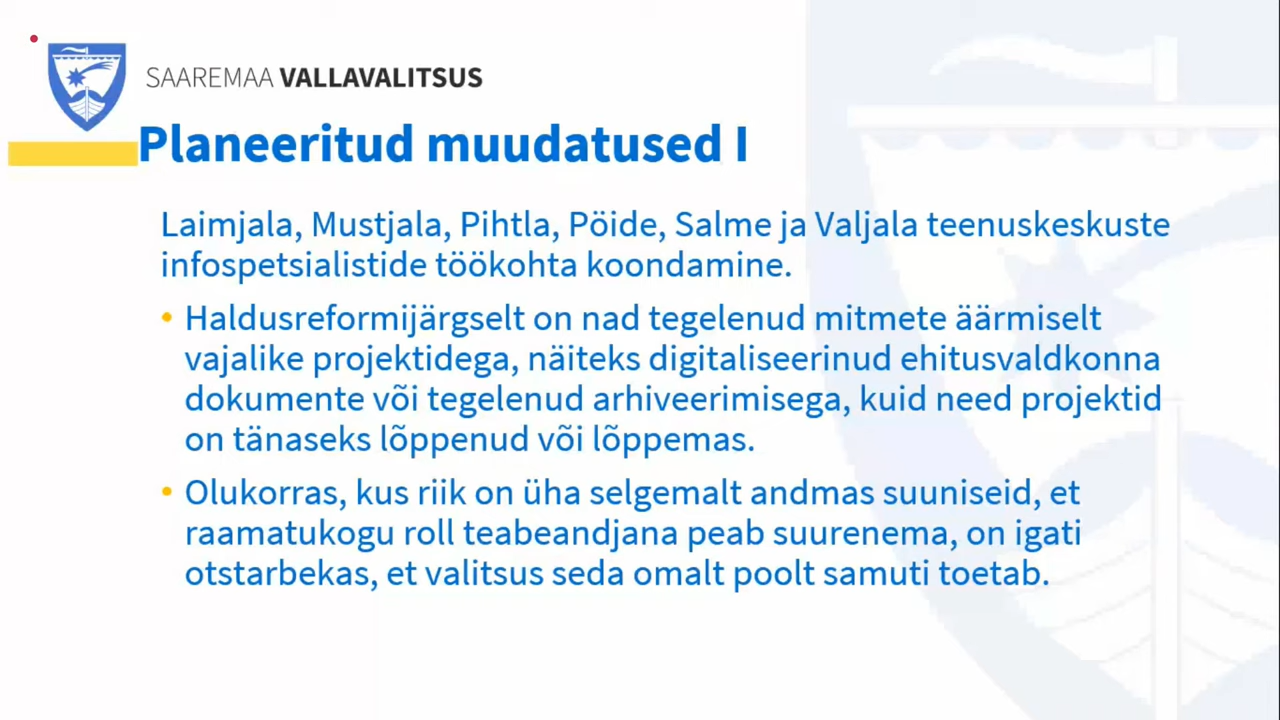 SAAREMAA VALLAVALITSUS
Planeeritud muudatused I
Laimjala, Mustjala, Pihtla, Pöide, Salme ja Valjala teenuskeskuste
infospetsialistide töökohta koondamine.
• Haldusreformijärgselt on nad tegelenud mitmete äärmiselt
vajalike projektidega, näiteks digitaliseerinud ehitusvaldkonna
dokumente või tegelenud arhiveerimisega, kuid need projektid
on tänaseks lõppenud või lõppemas.
• Olukorras, kus riik on üha selgemalt andmas suuniseid, et
raamatukogu roll teabeandjana peab suurenema, on igati
otstarbekas, et valitsus seda omalt poolt samuti toetab.